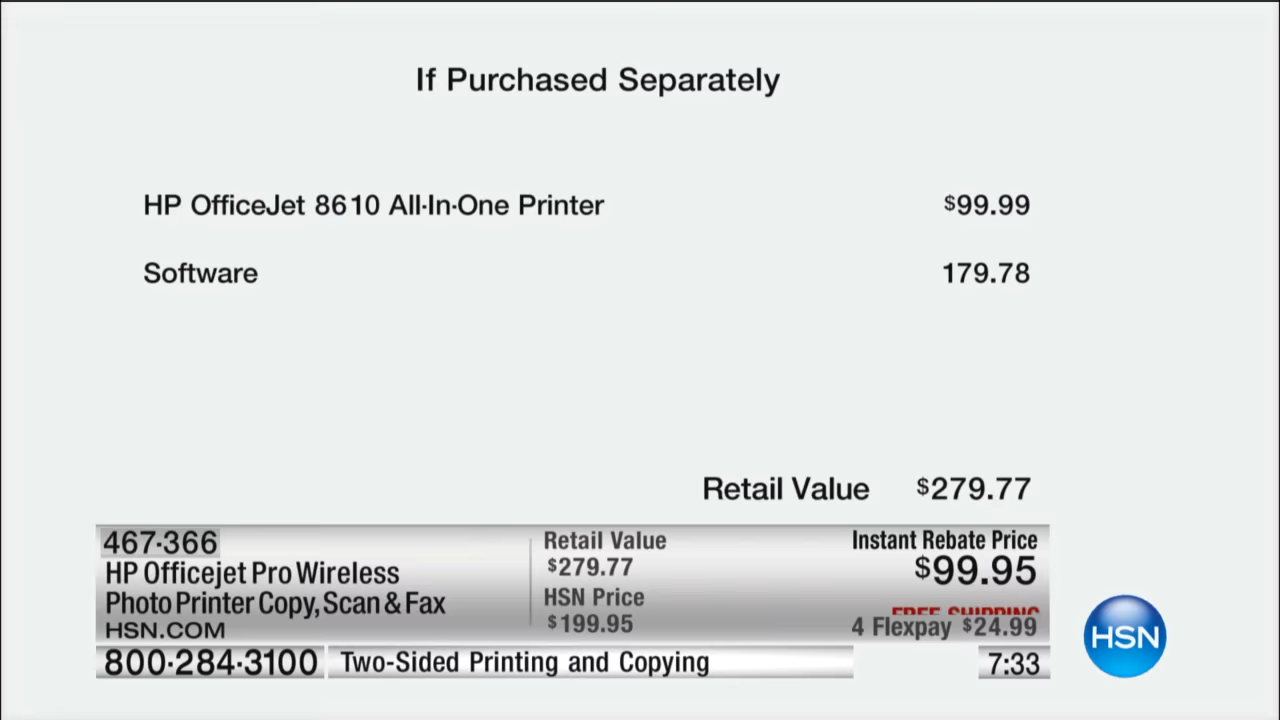 If Purchased Separately
HP OfficeJet 8610 All-In-One Printer $99.99
Software 179.78
Retail Value $279.77
467-366
HP Officejet Pro Wireless
Photo Printer Copy, Scan & Fax
HSN.COM
Retail Value
$279.77
HSN Price
$199.95
Instant Rebate Price
$99.95
FREE SHIPPING
4 Flexpay $24.99
800-284-3100
Two-Sided Printing and Copying
7:33
HSN